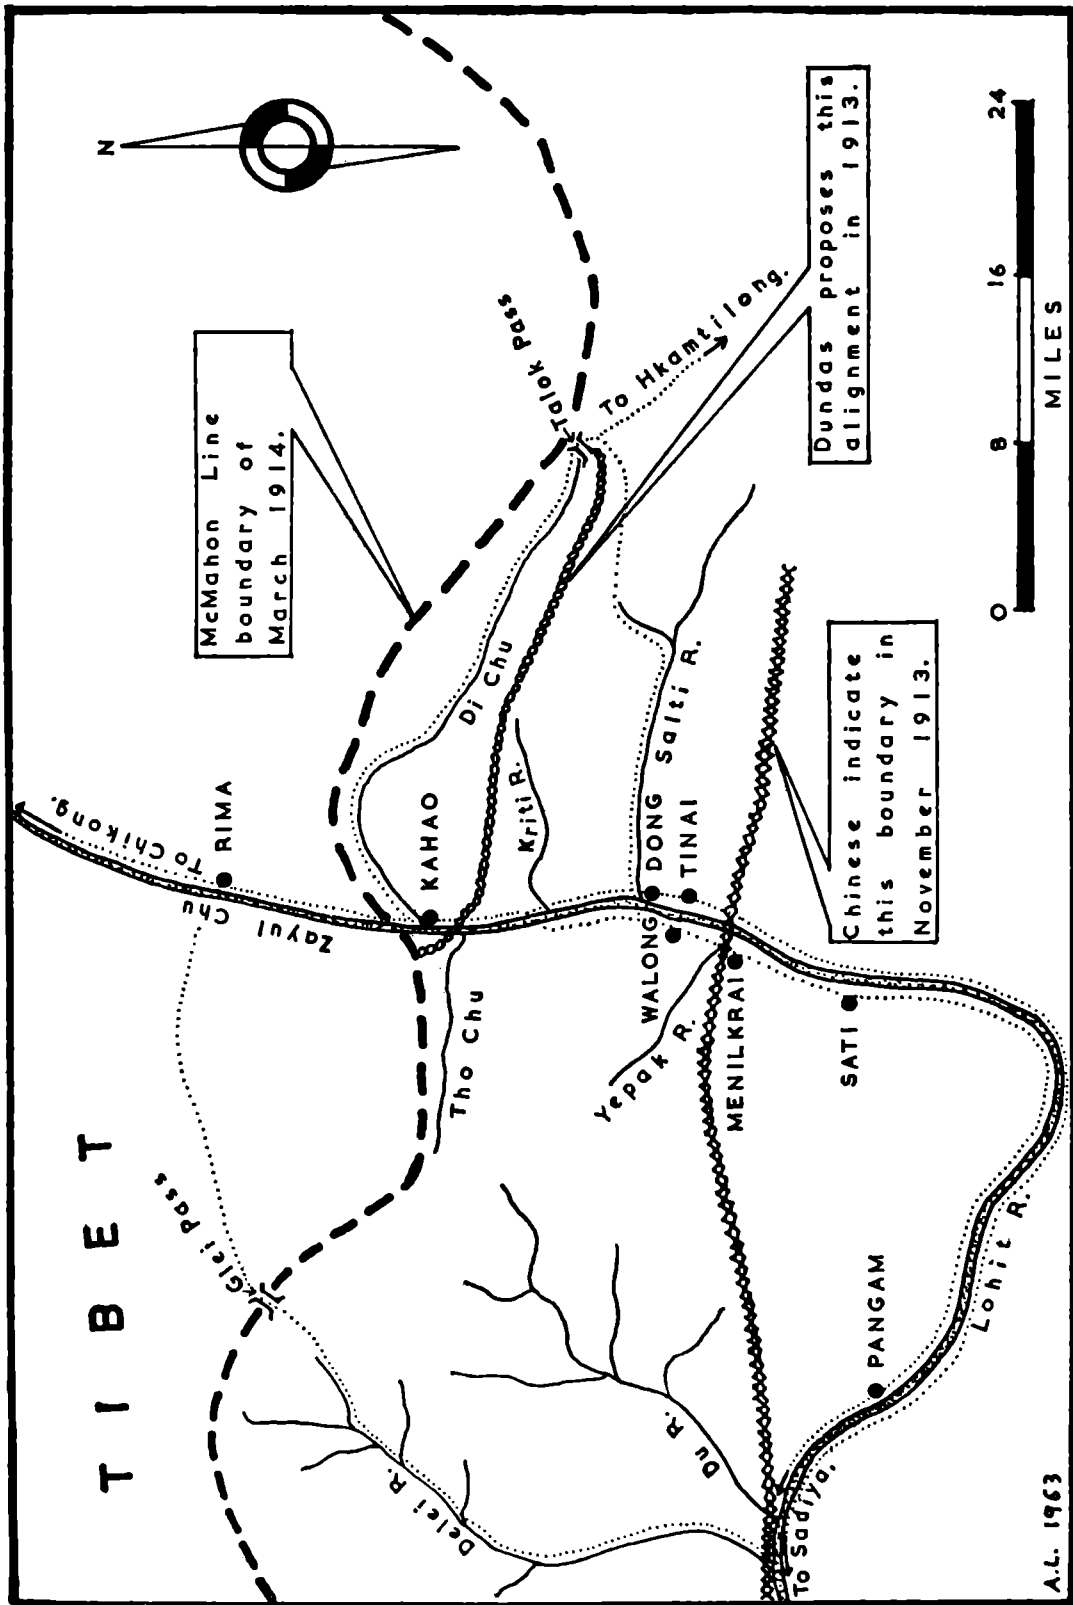 TIBET
N
McMahon Line
boundary of
March 1914.
To Chikong.
RIMA
Zayul Chu
Glei Pass
Talok Pass
To Hkamtilong.
Dundas proposes this
alignment in 1913.
Di Chu
KAHAO
Tho Chu
Kriti R.
Delei R.
Du R.
Yepak R.
WALONG
DONG
TINAI
Salti R.
MENILKRAI
SATI
Chinese indicate
this boundary in
November 1913.
PANGAM
Lohit R.
To Sadiya.
0 8 16 24
MILES
A.L. 1963